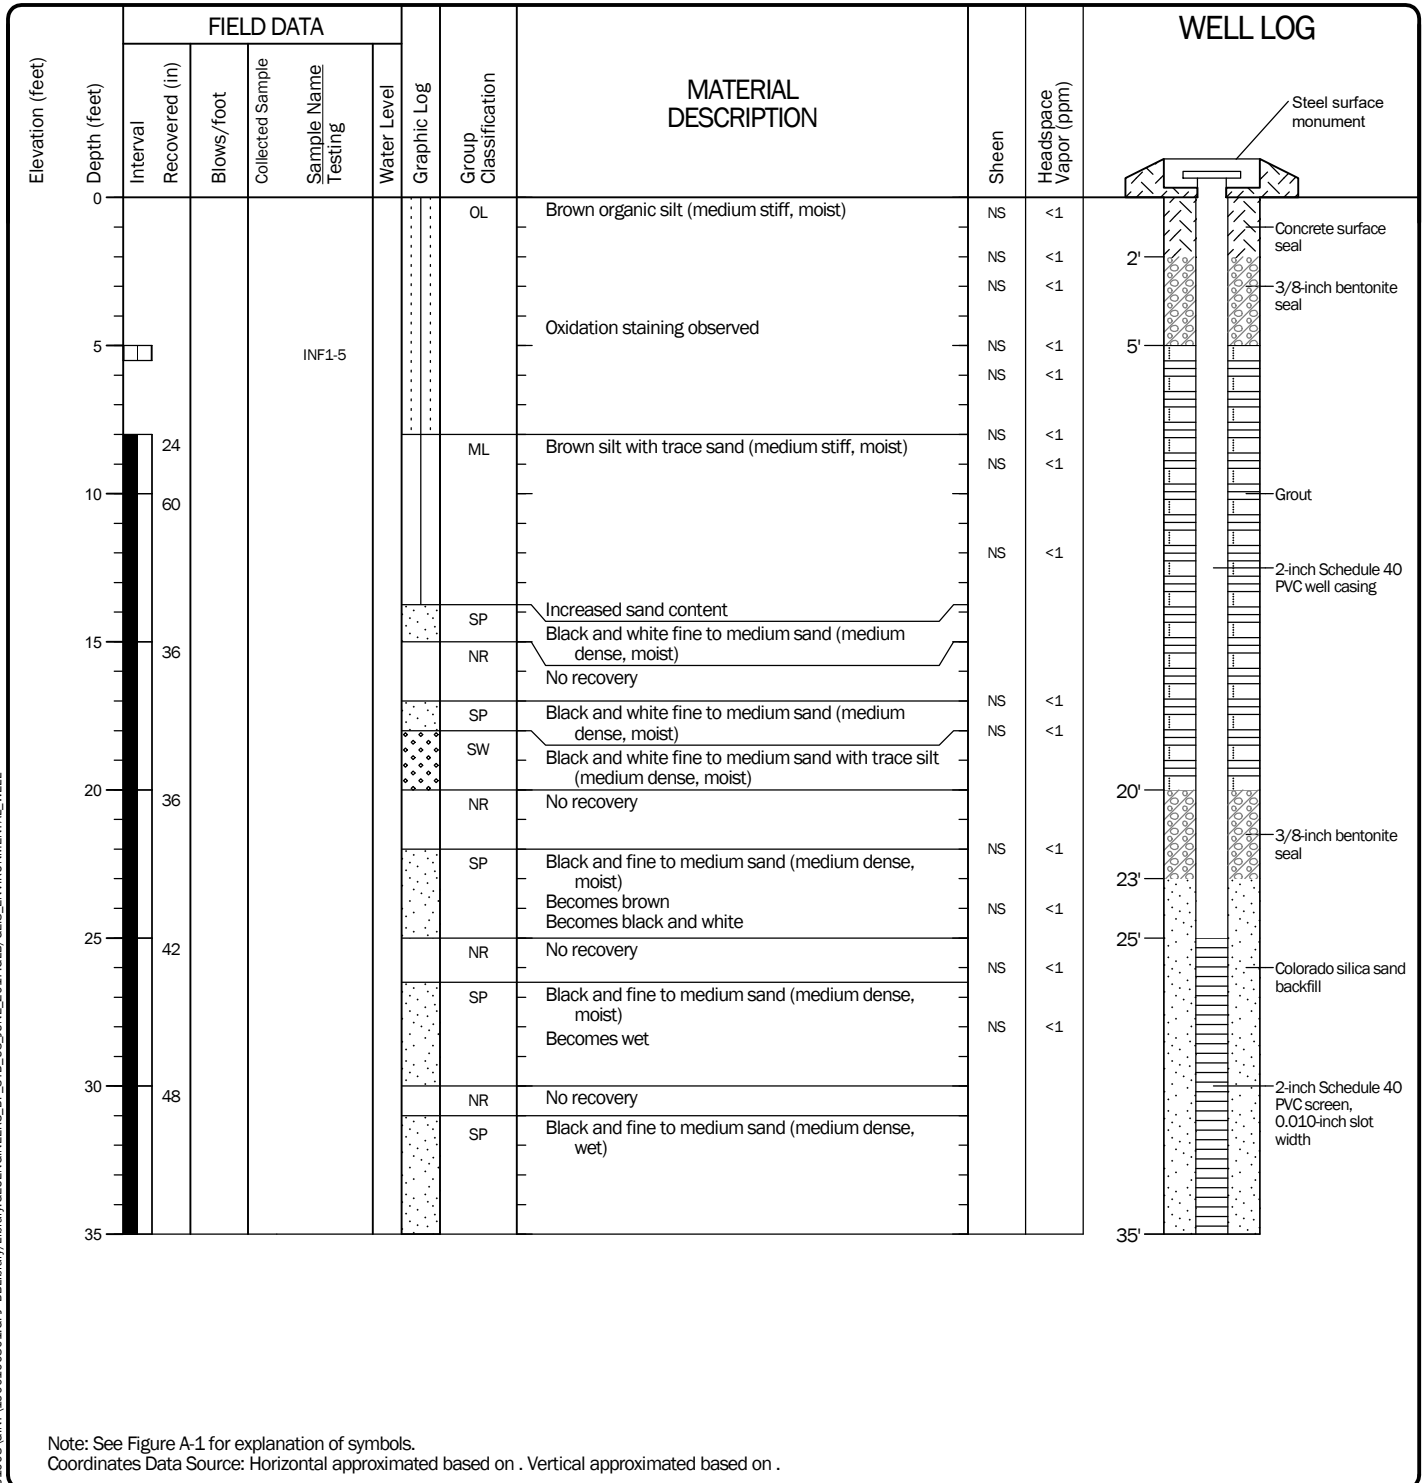 FIELD DATA
WELL LOG
Elevation (feet)
Depth (feet)
Interval
Recovered (in)
Blows/foot
Collected Sample
Sample Name
Testing
Water Level
Graphic Log
Group
Classification
MATERIAL
DESCRIPTION
Sheen
Headspace
Vapor (ppm)
Steel surface
monument
0
OL
Brown organic silt (medium stiff, moist)
NS
<1
Concrete surface
seal
NS
<1
2'
NS
<1
3/8-inch bentonite
seal
Oxidation staining observed
5
INF1-5
NS
<1
5'
NS
<1
24
ML
Brown silt with trace sand (medium stiff, moist)
NS
<1
NS
<1
10
60
Grout
NS
<1
2-inch Schedule 40
PVC well casing
SP
Increased sand content
Black and white fine to medium sand (medium
dense, moist)
15
36
NR
No recovery
SP
Black and white fine to medium sand (medium
dense, moist)
NS
<1
NS
<1
SW
Black and white fine to medium sand with trace silt
(medium dense, moist)
20
36
NR
No recovery
20'
3/8-inch bentonite
seal
SP
Black and fine to medium sand (medium dense,
moist)
NS
<1
23'
Becomes brown
Becomes black and white
NS
<1
25
42
NR
No recovery
25'
NS
<1
Colorado silica sand
backfill
SP
Black and fine to medium sand (medium dense,
moist)
Becomes wet
NS
<1
30
48
NR
No recovery
2-inch Schedule 40
PVC screen,
0.010-inch slot
width
SP
Black and fine to medium sand (medium dense,
wet)
35
35'
Note: See Figure A-1 for explanation of symbols.
Coordinates Data Source: Horizontal approximated based on . Vertical approximated based on .